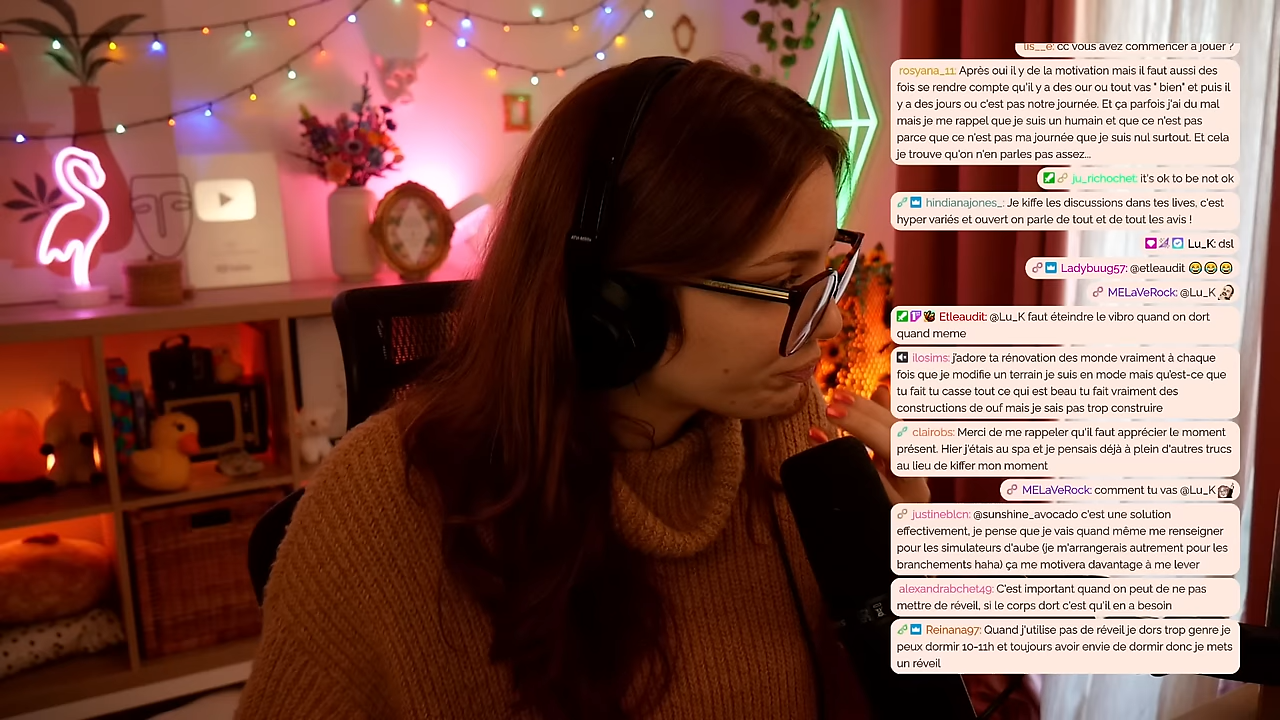 lis__e: cc vous avez commencer a jouer ?
rosyana_11: Après oui il y de la motivation mais il faut aussi des
fois se rendre compte qu'il y a des our ou tout vas " bien" et puis il
y a des jours ou c'est pas notre journée. Et ça parfois j'ai du mal
mais je me rappel que je suis un humain et que ce n'est pas
parce que ce n'est pas ma journée que je suis nul surtout. Et cela
je trouve qu'on n'en parles pas assez...
ju_richochet: it's ok to be not ok
hindianajones_: Je kiffe les discussions dans tes lives, c'est
hyper variés et ouvert on parle de tout et de tout les avis !
Lu_K: dsl
Ladybuug57: @etleaudit 😂😂😂
MELaVeRock: @Lu_K
Etleaudit: @Lu_K faut éteindre le vibro quand on dort
quand meme
ilosims: j'adore ta rénovation des monde vraiment à chaque
fois que je modifie un terrain je suis en mode mais qu'est-ce que
tu fait tu casse tout ce qui est beau tu fait vraiment des
constructions de ouf mais je sais pas trop construire
clairobs: Merci de me rappeler qu'il faut apprécier le moment
présent. Hier j'étais au spa et je pensais déjà à plein d'autres trucs
au lieu de kiffer mon moment
MELaVeRock: comment tu vas @Lu_K
justineblcn: @sunshine_avocado c'est une solution
effectivement, je pense que je vais quand même me renseigner
pour les simulateurs d'aube (je m'arrangerais autrement pour les
branchements haha) ça me motivera davantage à me lever
alexandrabchet49: C'est important quand on peut de ne pas
mettre de réveil, si le corps dort c'est qu'il en a besoin
Reinana97: Quand j'utilise pas de réveil je dors trop genre je
peux dormir 10-11h et toujours avoir envie de dormir donc je mets
un réveil